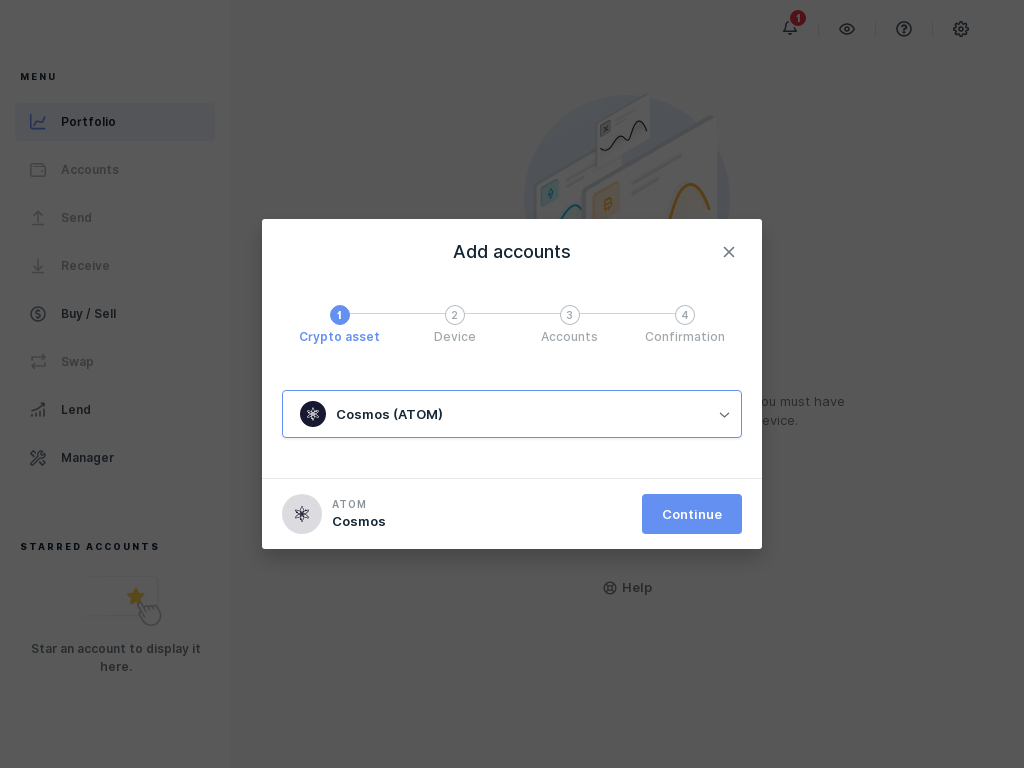 1
MENU
Portfolio
Accounts
Send
Receive
Buy / Sell
Swap
Lend
Manager
STARRED ACCOUNTS
Star an account to display it
here.
Add accounts
1 2 3 4
Crypto asset Device Accounts Confirmation
Cosmos (ATOM)
ATOM
Cosmos
Continue
ou must have
evice.
Help